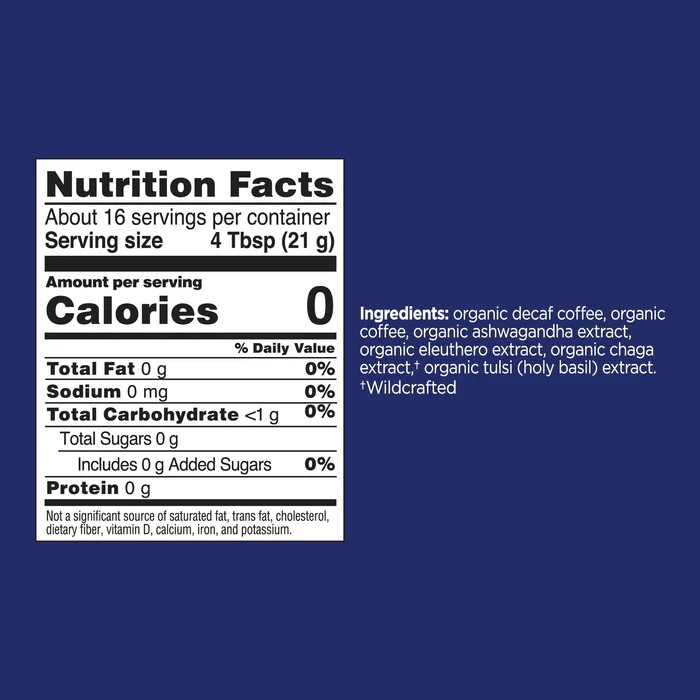 Nutrition Facts
About 16 servings per container
Serving size 4 Tbsp (21 g)
Amount per serving
Calories 0
% Daily Value
Total Fat 0 g 0%
Sodium 0 mg 0%
Total Carbohydrate <1 g 0%
Total Sugars 0 g
Includes 0 g Added Sugars 0%
Protein 0 g
Not a significant source of saturated fat, trans fat, cholesterol,
dietary fiber, vitamin D, calcium, iron, and potassium.
Ingredients: organic decaf coffee, organic
coffee, organic ashwagandha extract,
organic eleuthero extract, organic chaga
extract,† organic tulsi (holy basil) extract.
†Wildcrafted